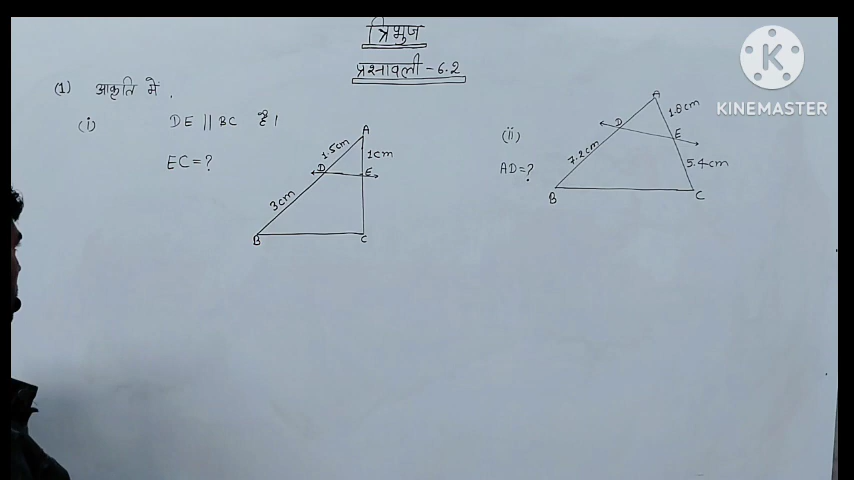 त्रिभुज
प्रश्नावली - 6.2
(1) आकृति में,
(i) DE || BC है।
EC = ?
A
1.5cm
1cm
D
E
3cm
B
C
(ii)
AD = ?
A
1.8cm
D
E
7.2cm
5.4cm
B
C
K
KINEMASTER